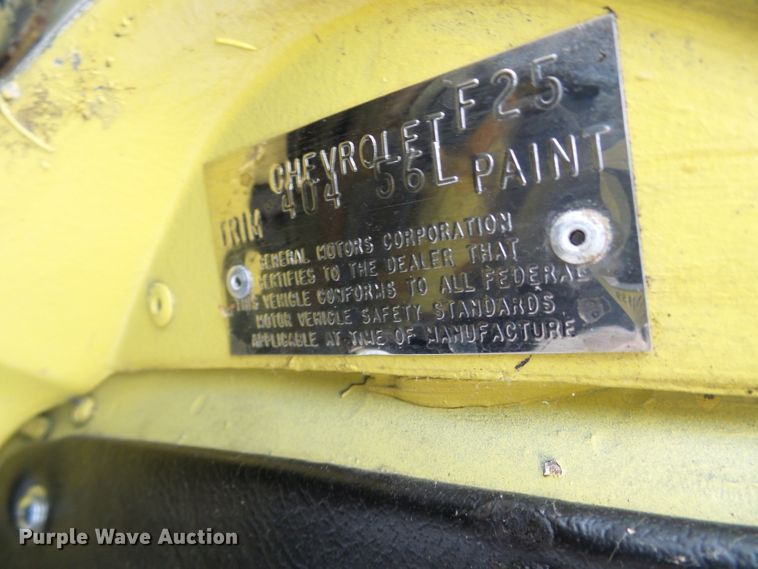 CHEVROLET F25
TRIM 404 56L PAINT
GENERAL MOTORS CORPORATION
CERTIFIES TO THE DEALER THAT
THIS VEHICLE CONFORMS TO ALL FEDERAL
MOTOR VEHICLE SAFETY STANDARDS
APPLICABLE AT TIME OF MANUFACTURE
Purple Wave Auction